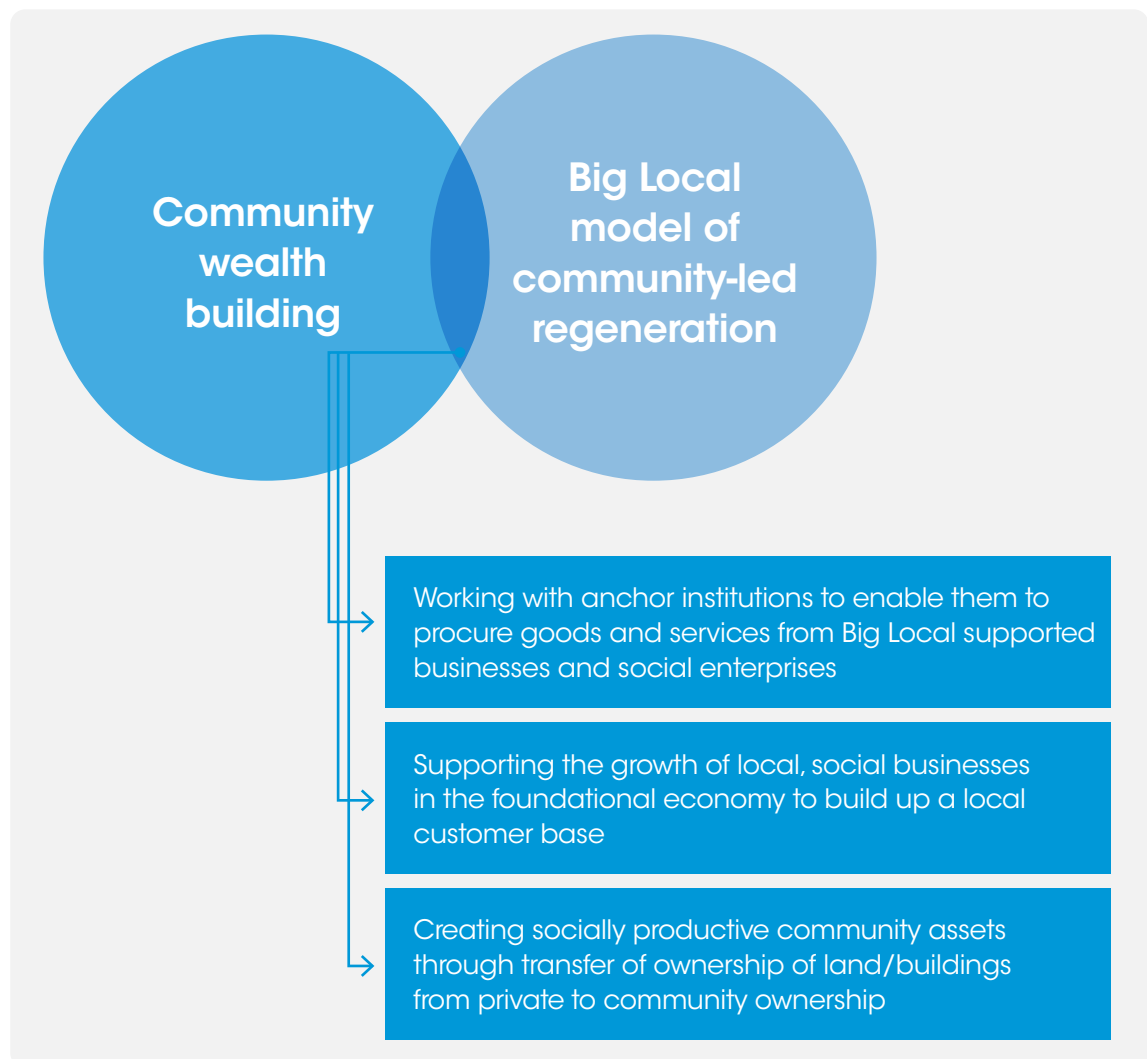 Community
wealth
building
Big Local
model of
community-led
regeneration
Working with anchor institutions to enable them to
procure goods and services from Big Local supported
businesses and social enterprises
Supporting the growth of local, social businesses
in the foundational economy to build up a local
customer base
Creating socially productive community assets
through transfer of ownership of land/buildings
from private to community ownership